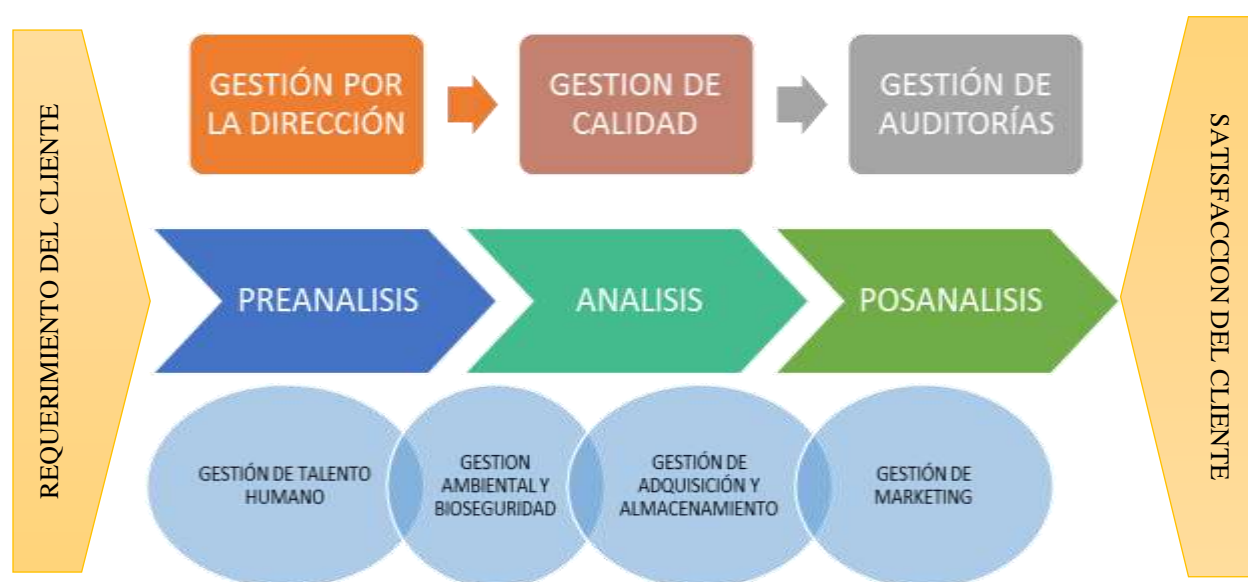 REQUERIMIENTO DEL CLIENTE
GESTIÓN POR
LA DIRECCIÓN
GESTION DE
CALIDAD
GESTIÓN DE
AUDITORÍAS
PREANALISIS
ANALISIS
POSANALISIS
GESTIÓN DE TALENTO
HUMANO
GESTION
AMBIENTAL Y
BIOSEGURIDAD
GESTIÓN DE
ADQUISICIÓN Y
ALMACENAMIENTO
GESTIÓN DE
MARKETING
SATISFACCION DEL CLIENTE